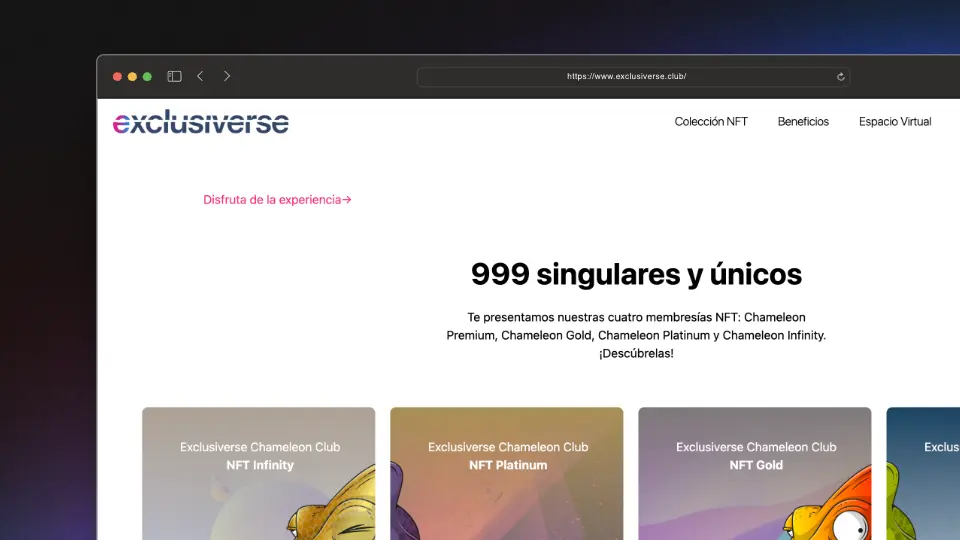 https://www.exclusiverse.club/
exclusiverse
Colección NFT
Beneficios
Espacio Virtual
Disfruta de la experiencia→
999 singulares y únicos
Te presentamos nuestras cuatro membresías NFT: Chameleon
Premium, Chameleon Gold, Chameleon Platinum y Chameleon Infinity.
¡Descúbrelas!
Exclusiverse Chameleon Club
NFT Infinity
Exclusiverse Chameleon Club
NFT Platinum
Exclusiverse Chameleon Club
NFT Gold